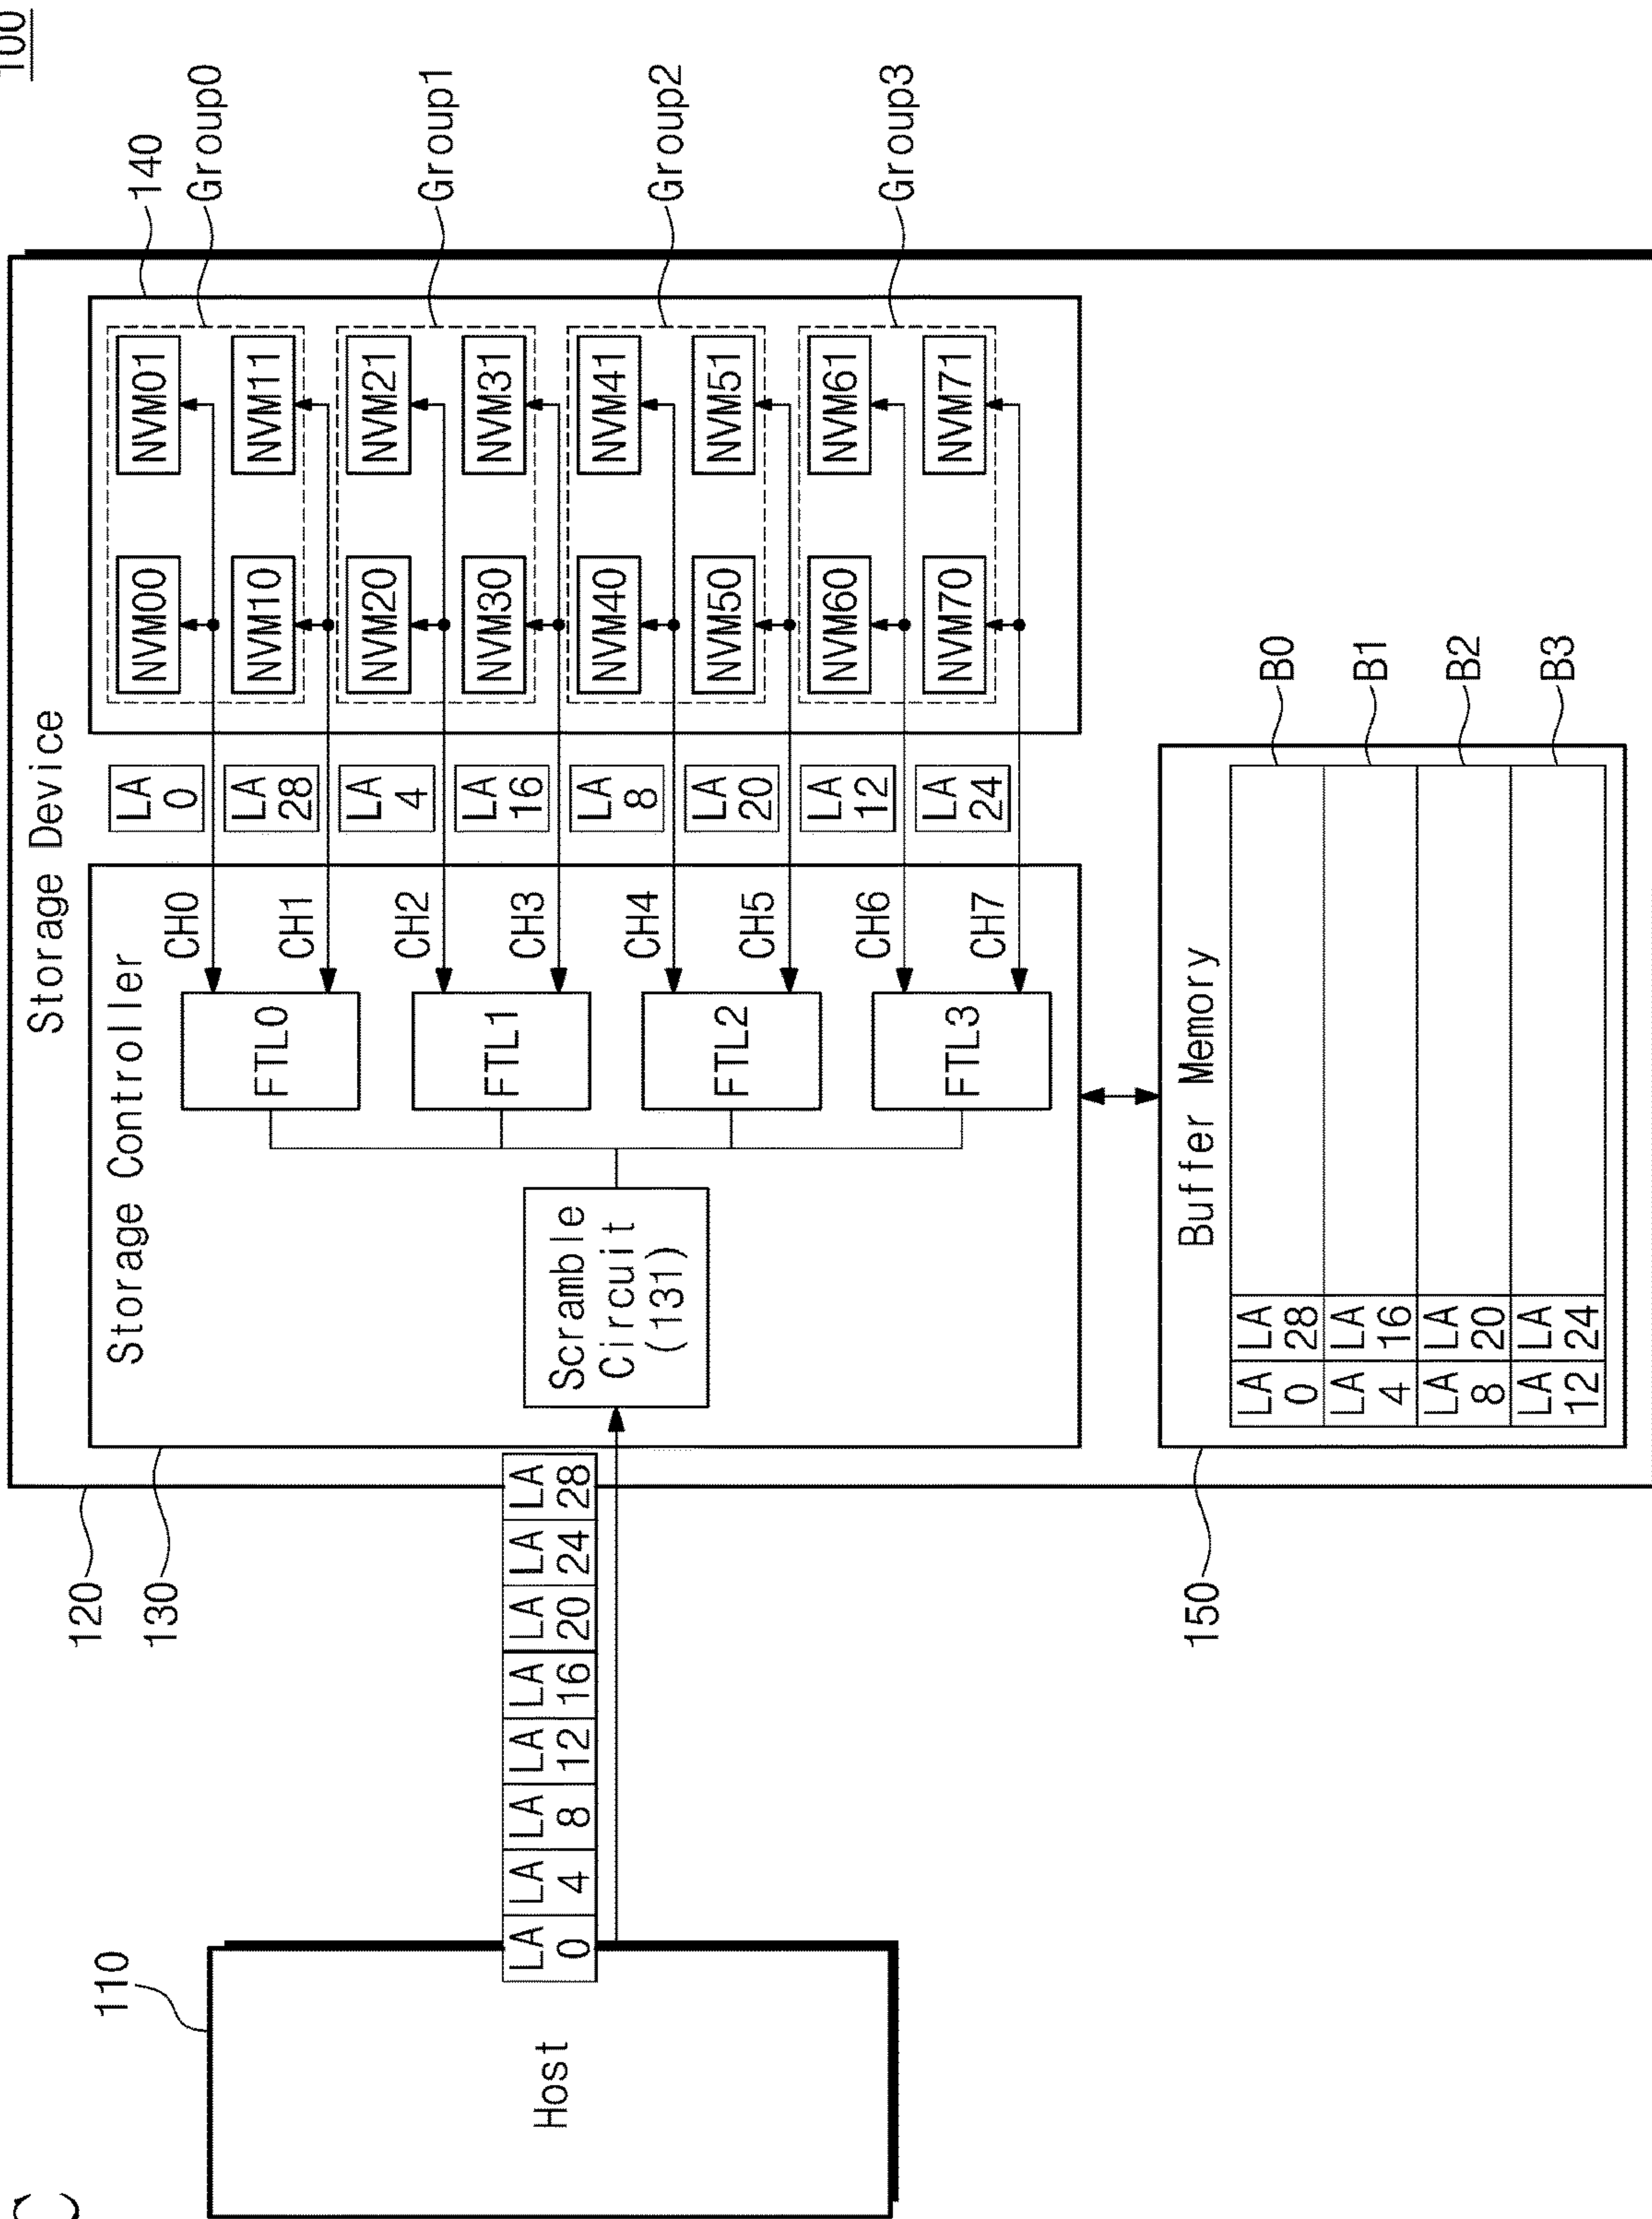 100
Storage Device
120
130
110
140
Group0
Group1
Group2
Group3
Host
LA 0
LA 4
LA 8
LA 12
LA 16
LA 20
LA 24
LA 28
Storage Controller
Scramble
Circuit
(131)
FTL0
FTL1
FTL2
FTL3
CH0
CH1
CH2
CH3
CH4
CH5
CH6
CH7
LA 0
LA 28
LA 4
LA 16
LA 8
LA 20
LA 12
LA 24
NVM00
NVM01
NVM10
NVM11
NVM20
NVM21
NVM30
NVM31
NVM40
NVM41
NVM50
NVM51
NVM60
NVM61
NVM70
NVM71
150
Buffer Memory
LA 0
LA 28
B0
LA 4
LA 16
B1
LA 8
LA 20
B2
LA 12
LA 24
B3